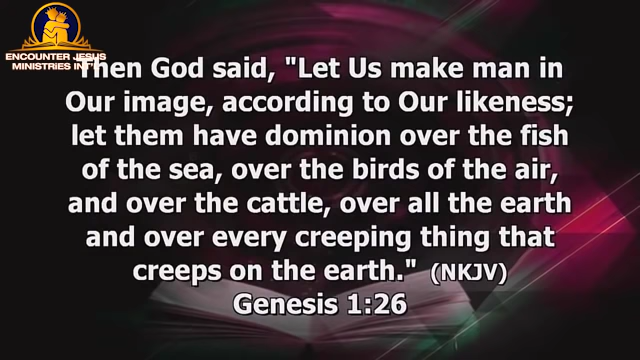 ENCOUNTER JESUS
MINISTRIES INT'L
Then God said, "Let Us make man in
Our image, according to Our likeness;
let them have dominion over the fish
of the sea, over the birds of the air,
and over the cattle, over all the earth
and over every creeping thing that
creeps on the earth." (NKJV)
Genesis 1:26